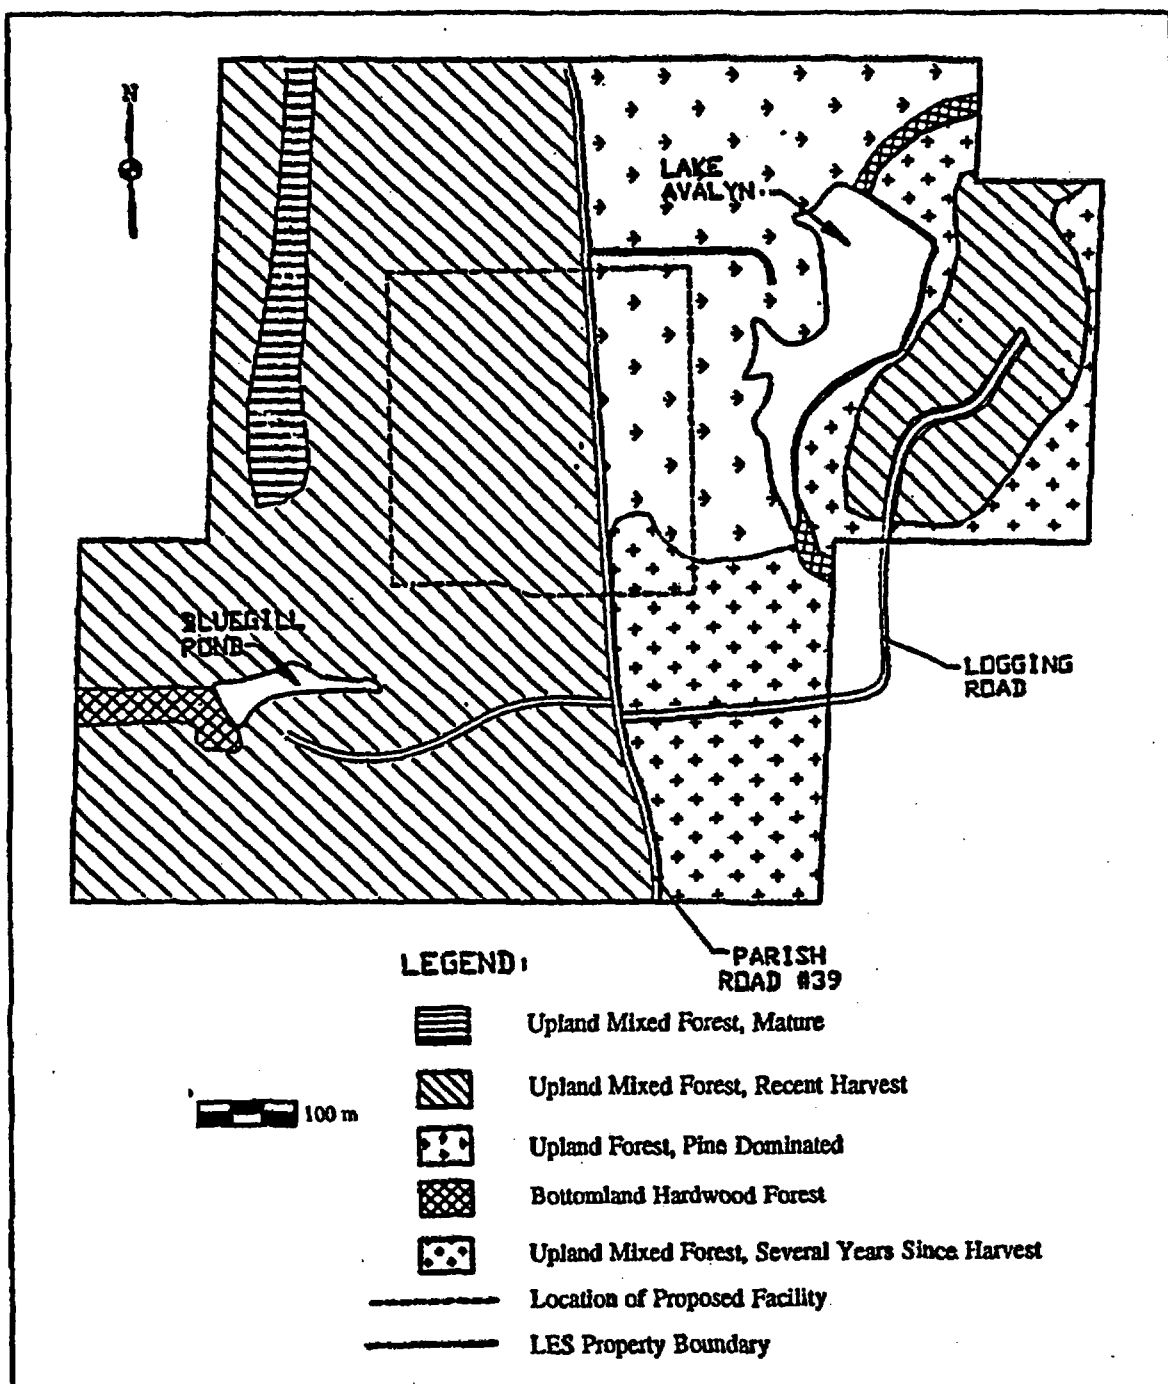 N
LAKE
AVALYN
BLUEGILL
POND
LOGGING
ROAD
PARISH
ROAD #39
LEGEND:
Upland Mixed Forest, Mature
Upland Mixed Forest, Recent Harvest
100 m
Upland Forest, Pine Dominated
Bottomland Hardwood Forest
Upland Mixed Forest, Several Years Since Harvest
Location of Proposed Facility
LES Property Boundary